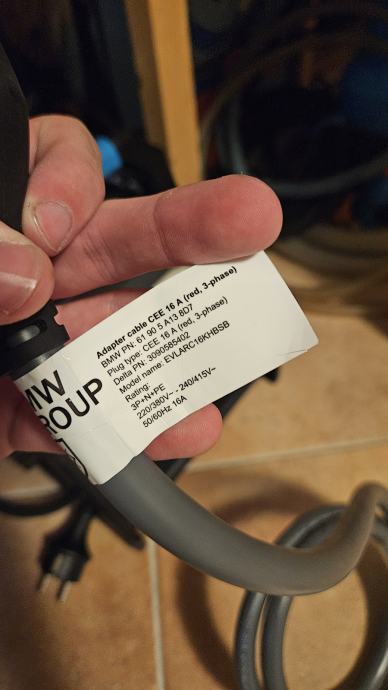 MW
ROUP
Adapter cable CEE 16 A (red, 3-phase)
BMW PN: 61 90 5 A13 8D7
Plug type: CEE 16 A (red, 3-phase)
Delta PN: 3090585402
Model name: EVLARC16KHBSB
Rating:
3P+N+PE
220/380V~ - 240/415V~
50/60Hz 16A